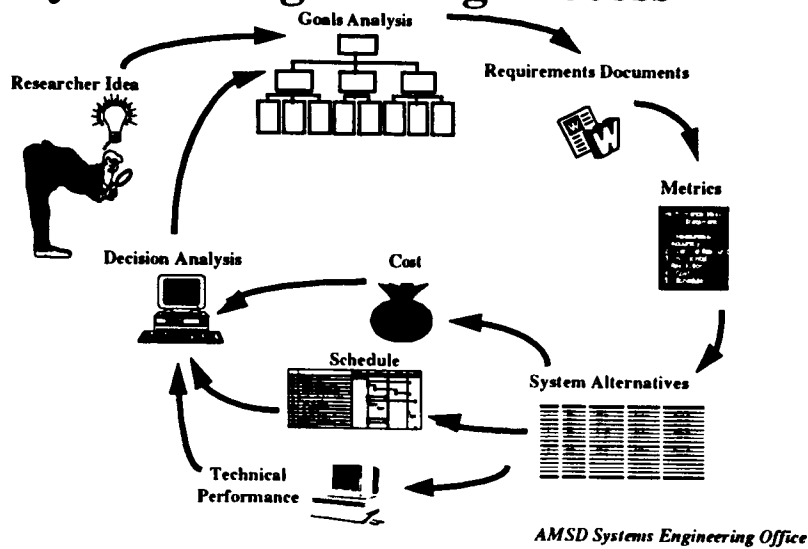 Goals Analysis
Researcher Idea
Requirements Documents
W
W
Metrics
Decision Analysis
Cost
Schedule
System Alternatives
Technical
Performance
AMSD Systems Engineering Office